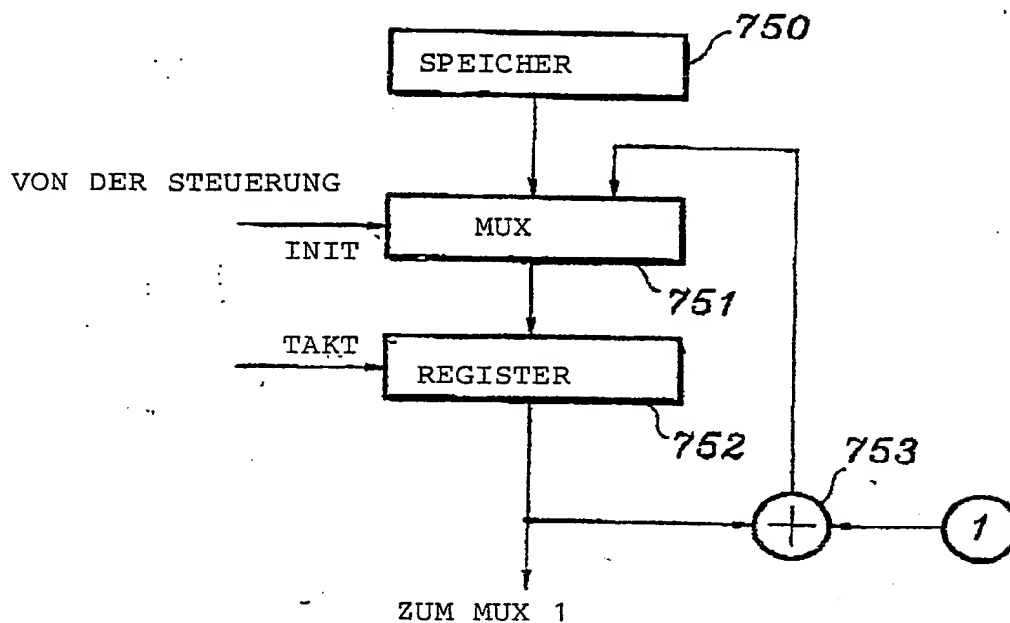 750
SPEICHER
VON DER STEUERUNG
MUX
INIT
751
TAKT
REGISTER
752
753
1
ZUM MUX 1